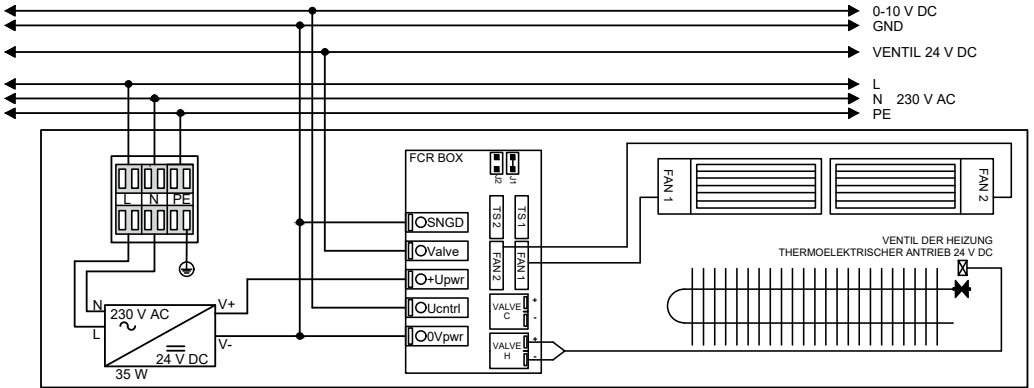 0-10 V DC
GND
VENTIL 24 V DC
L
N 230 V AC
PE
FCR BOX
J2
J1
L N PE
TS 2
TS 1
FAN 2
FAN 1
SNGD
Valve
+Upwr
Ucntrl
0Vpwr
VALVE
C
+
-
VALVE
H
+
-
FAN 1
FAN 2
VENTIL DER HEIZUNG
THERMOELEKTRISCHER ANTRIEB 24 V DC
N
L
230 V AC
24 V DC
V+
V-
35 W